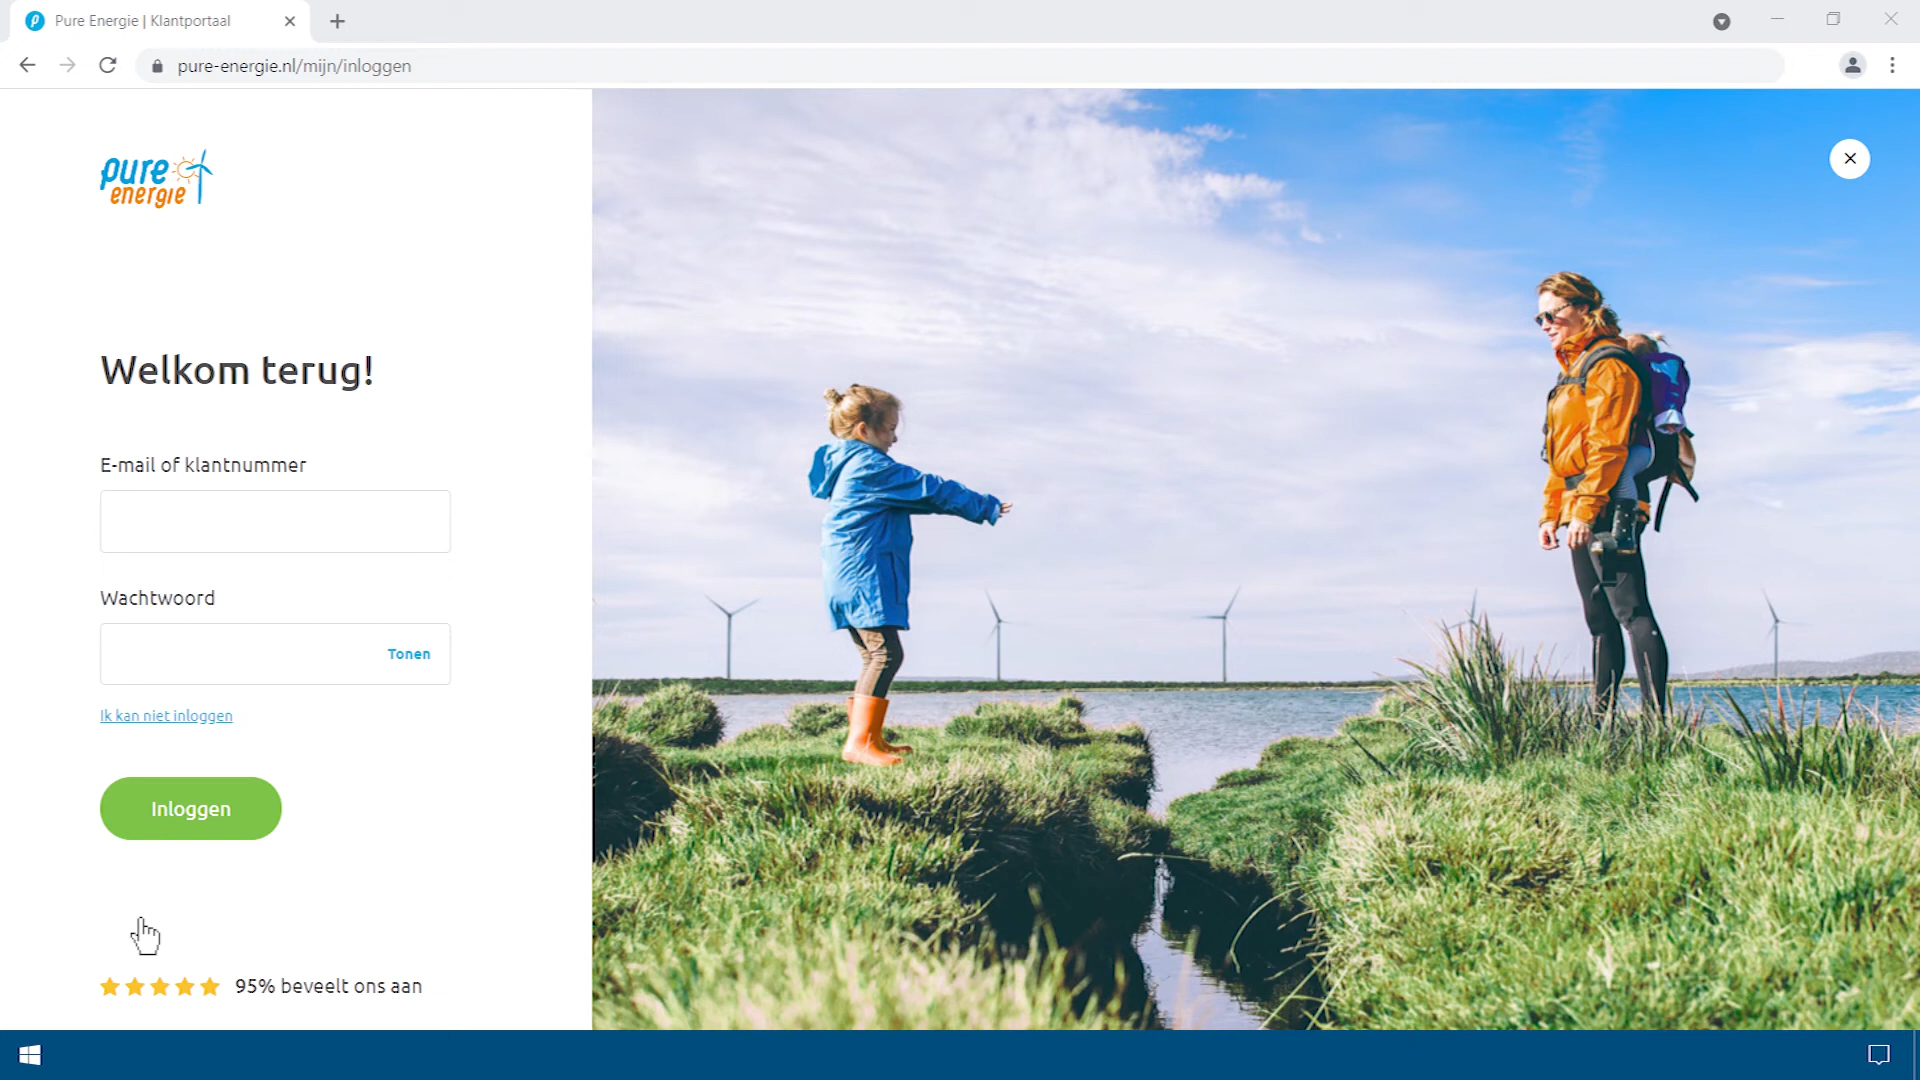 Pure Energie | Klantportaal
pure-energie.nl/mijn/inloggen
pure
energie
Welkom terug!
E-mail of klantnummer
Wachtwoord
Tonen
Ik kan niet inloggen
Inloggen
95% beveelt ons aan